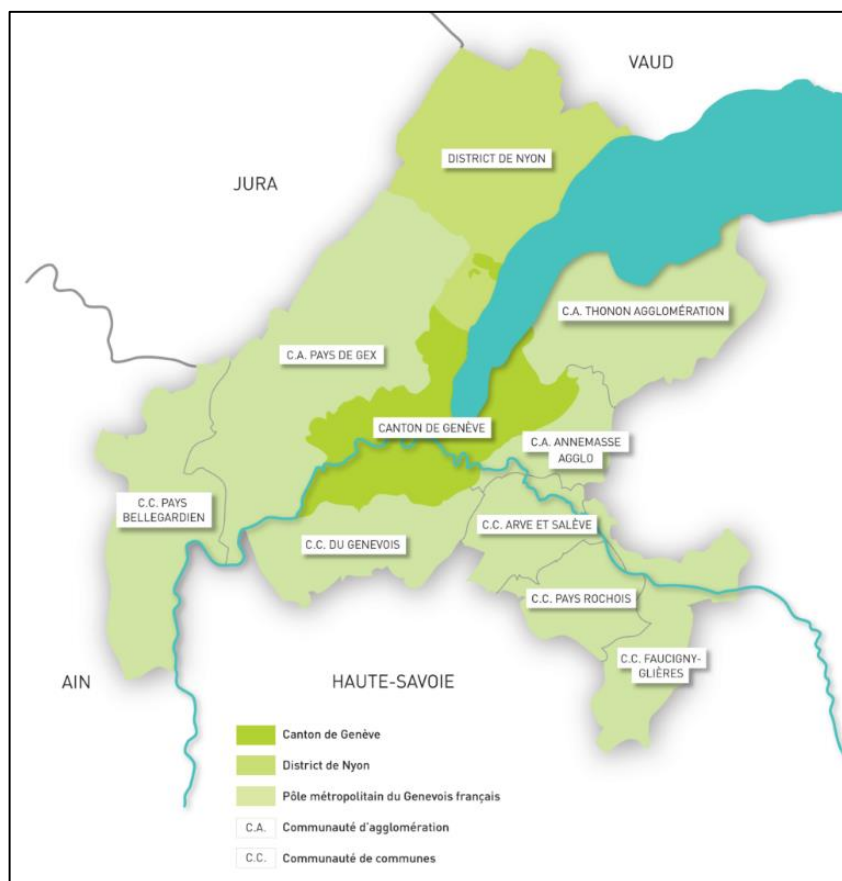 VAUD
DISTRICT DE NYON
JURA
C.A. THONON AGGLOMÉRATION
C.A. PAYS DE GEX
CANTON DE GENÈVE
C.A. ANNEMASSE
AGGLO
C.C. PAYS
BELLEGARDIEN
C.C. ARVE ET SALÈVE
C.C. DU GENEVOIS
C.C. PAYS ROCHOIS
C.C. FAUCIGNY-
GLIÈRES
AIN
HAUTE-SAVOIE
Canton de Genève
District de Nyon
Pôle métropolitain du Genevois français
C.A. Communauté d'agglomération
C.C. Communauté de communes